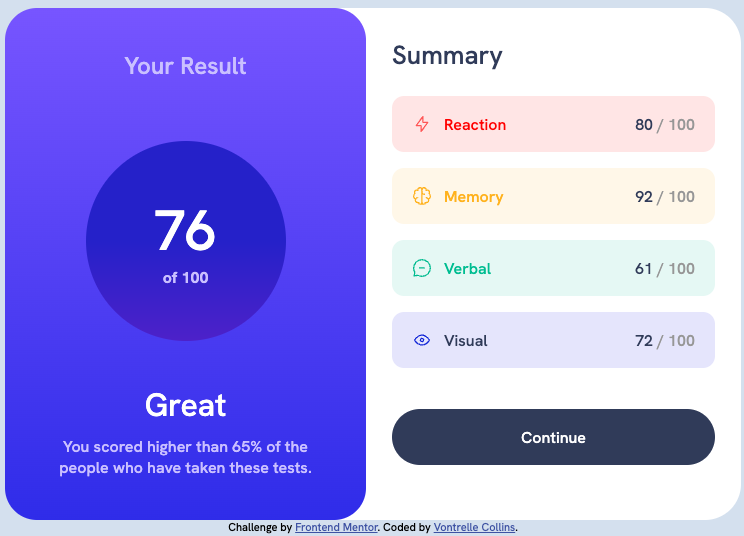 Your Result
76
of 100
Great
You scored higher than 65% of the
people who have taken these tests.
Summary
Reaction 80 / 100
Memory 92 / 100
Verbal 61 / 100
Visual 72 / 100
Continue
Challenge by Frontend Mentor. Coded by Vontrelle Collins.